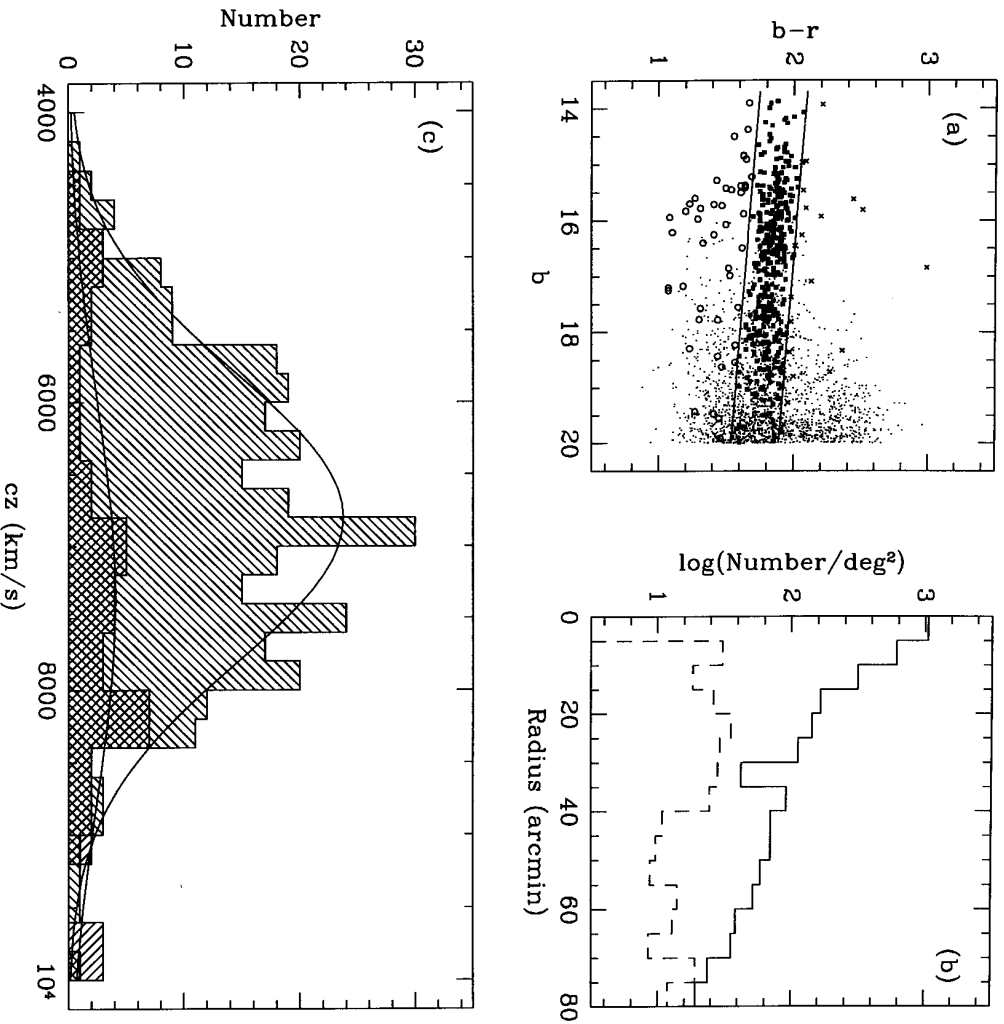 (a)
b−r
1
2
3
14
16
18
20
b
(b)
log(Number/deg²)
1
2
3
0
20
40
60
80
Radius (arcmin)
(c)
Number
0
10
20
30
4000
6000
8000
10⁴
cz (km/s)